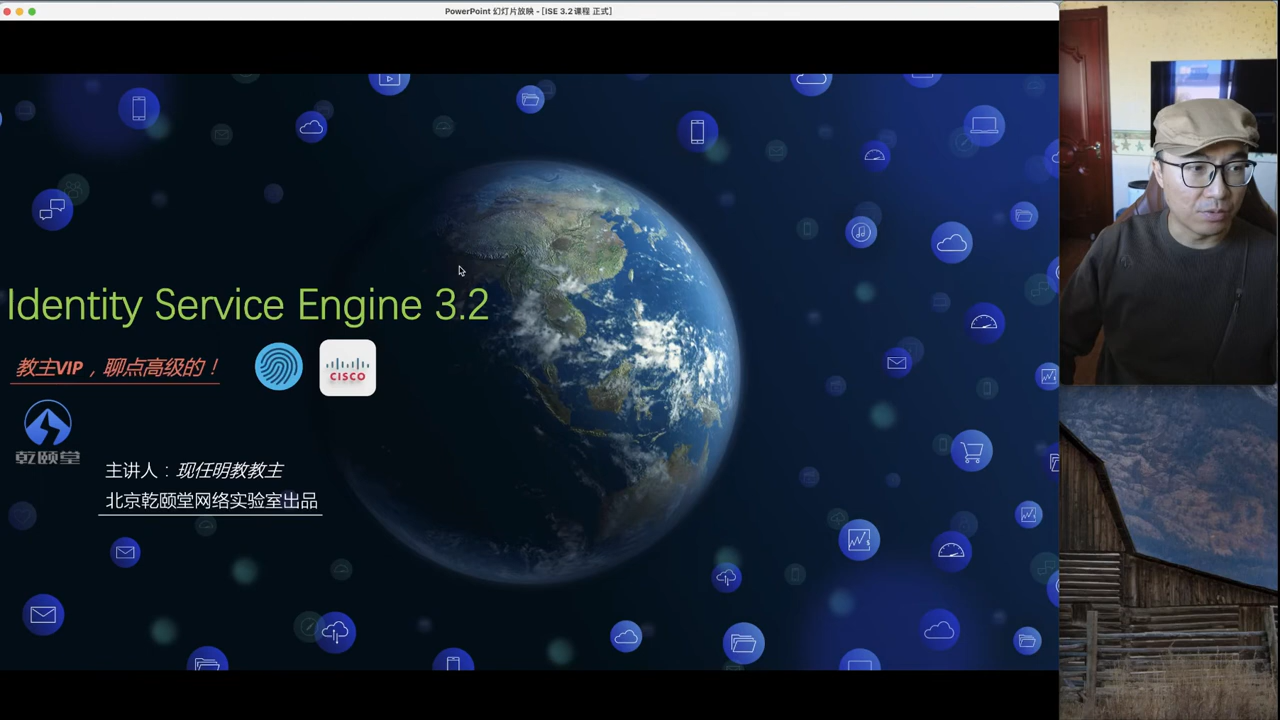 PowerPoint 幻灯片放映 - [ISE 3.2课程 正式]
Identity Service Engine 3.2
教主VIP，聊点高级的！
CISCO
乾颐堂
主讲人：现任明教教主
北京乾颐堂网络实验室出品